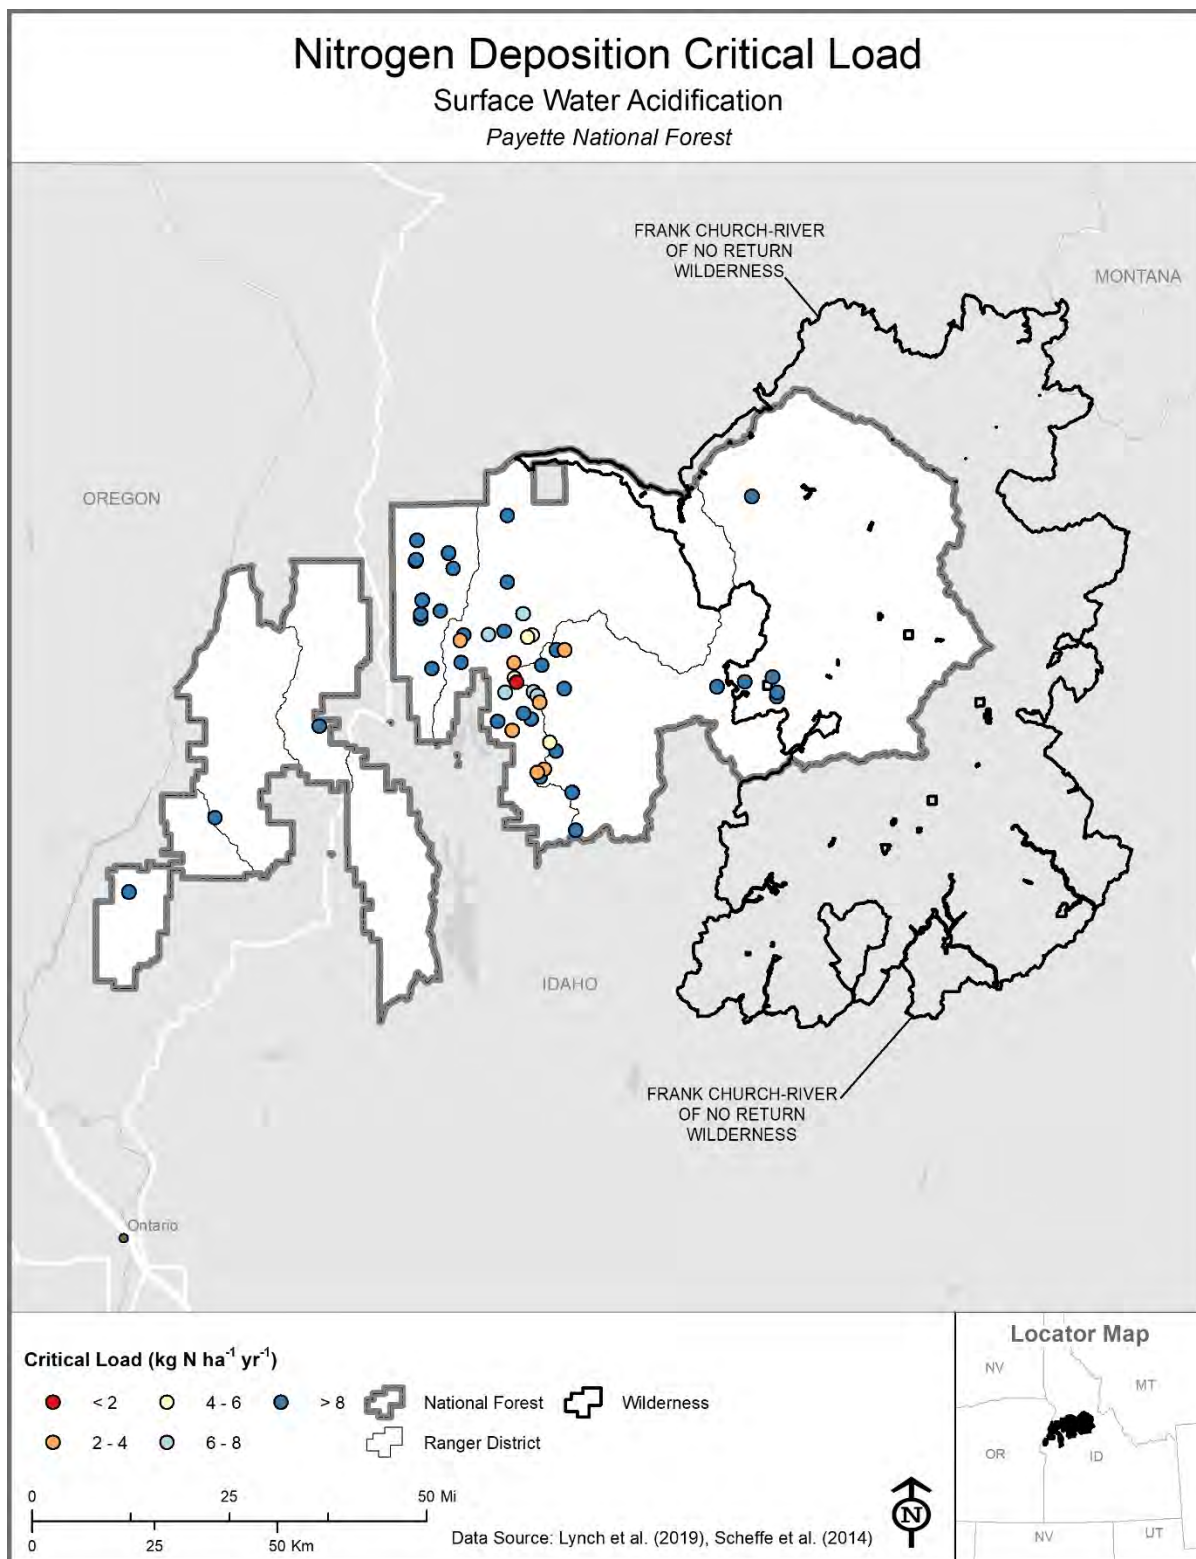 Nitrogen Deposition Critical Load
Surface Water Acidification
Payette National Forest
FRANK CHURCH-RIVER
OF NO RETURN
WILDERNESS
MONTANA
OREGON
IDAHO
FRANK CHURCH-RIVER
OF NO RETURN
WILDERNESS
Ontario
Critical Load (kg N ha⁻¹ yr⁻¹)
< 2
4 - 6
> 8
National Forest
Wilderness
2 - 4
6 - 8
Ranger District
0 25 50 Mi
0 25 50 Km
Data Source: Lynch et al. (2019), Scheffe et al. (2014)
N
Locator Map
NV
MT
OR
ID
NV
UT